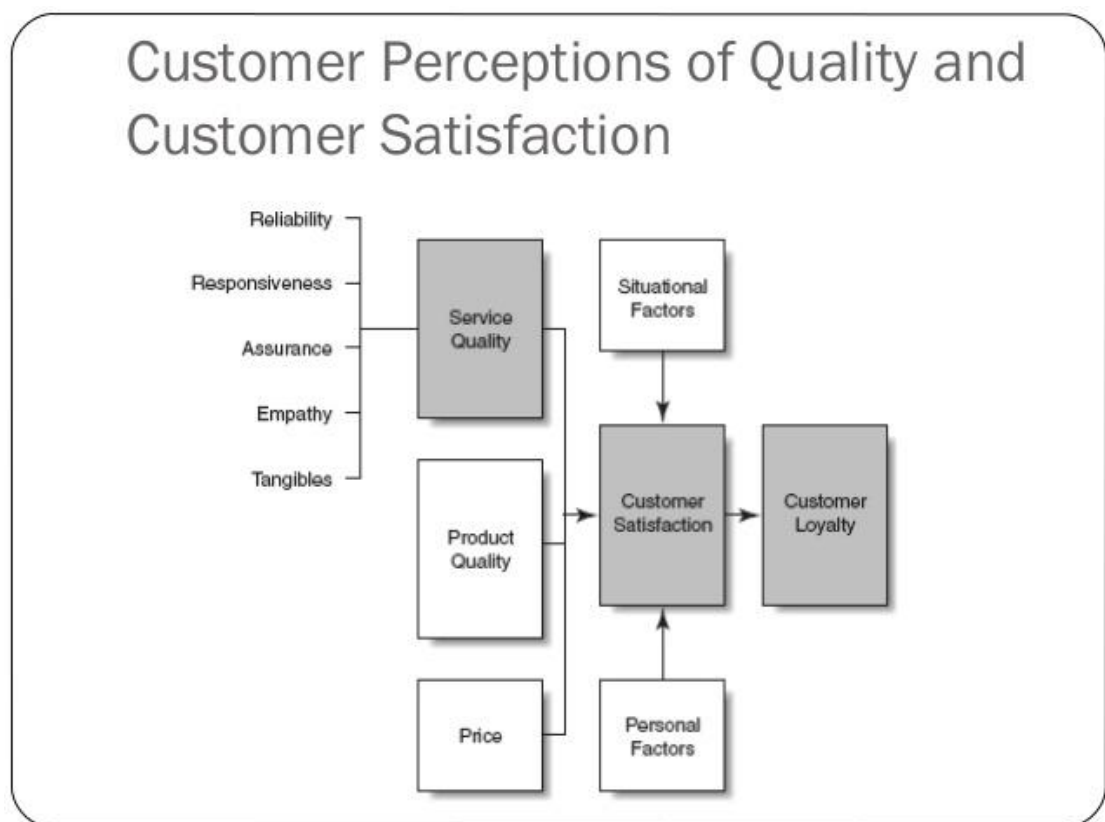 Customer Perceptions of Quality and
Customer Satisfaction
Reliability
Responsiveness
Assurance
Empathy
Tangibles
Service
Quality
Situational
Factors
Product
Quality
Customer
Satisfaction
Customer
Loyalty
Price
Personal
Factors